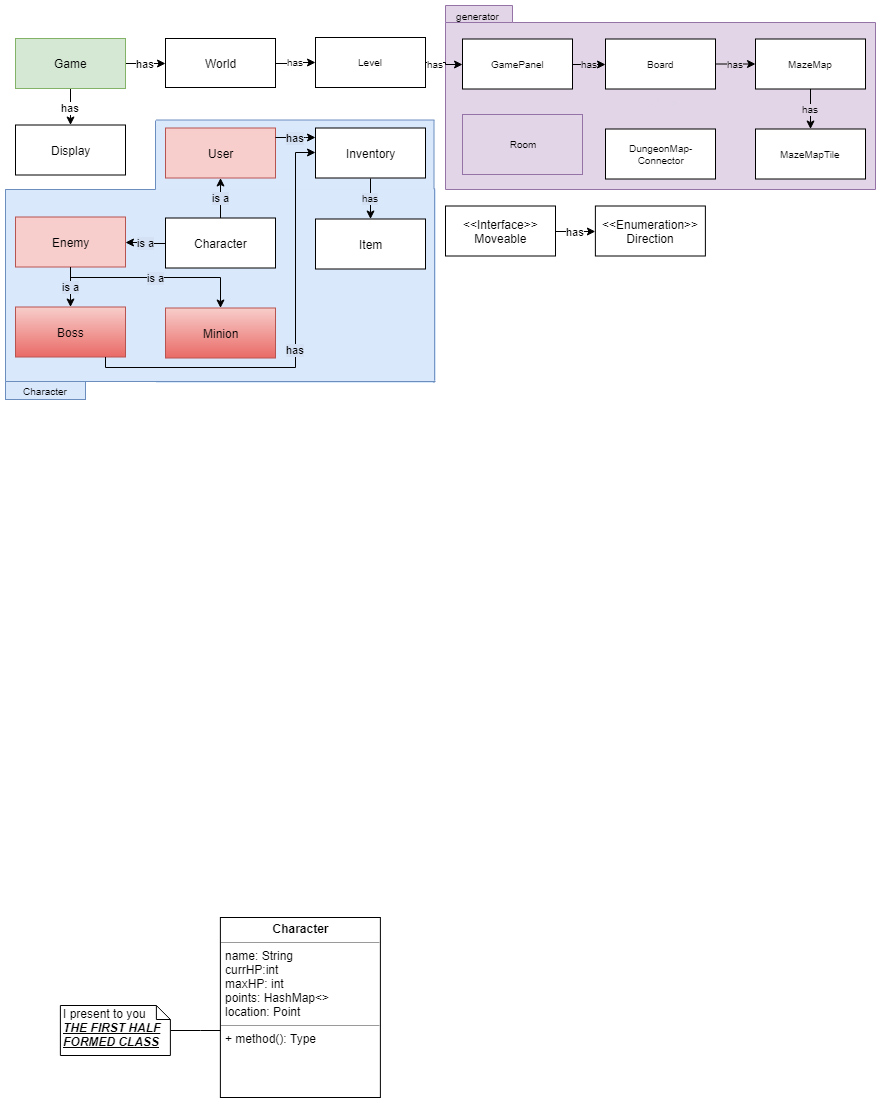 generator
Game
has
World
has
Level
has
GamePanel
has
Board
has
MazeMap
has
has
Display
User
has
Inventory
Room
DungeonMap-
Connector
MazeMapTile
is a
has
Enemy
is a
Character
Item
<<Interface>>
Moveable
has
<<Enumeration>>
Direction
is a
is a
Boss
Minion
has
Character
Character
name: String
currHP:int
maxHP: int
points: HashMap<>
location: Point
+ method(): Type
I present to you
THE FIRST HALF
FORMED CLASS